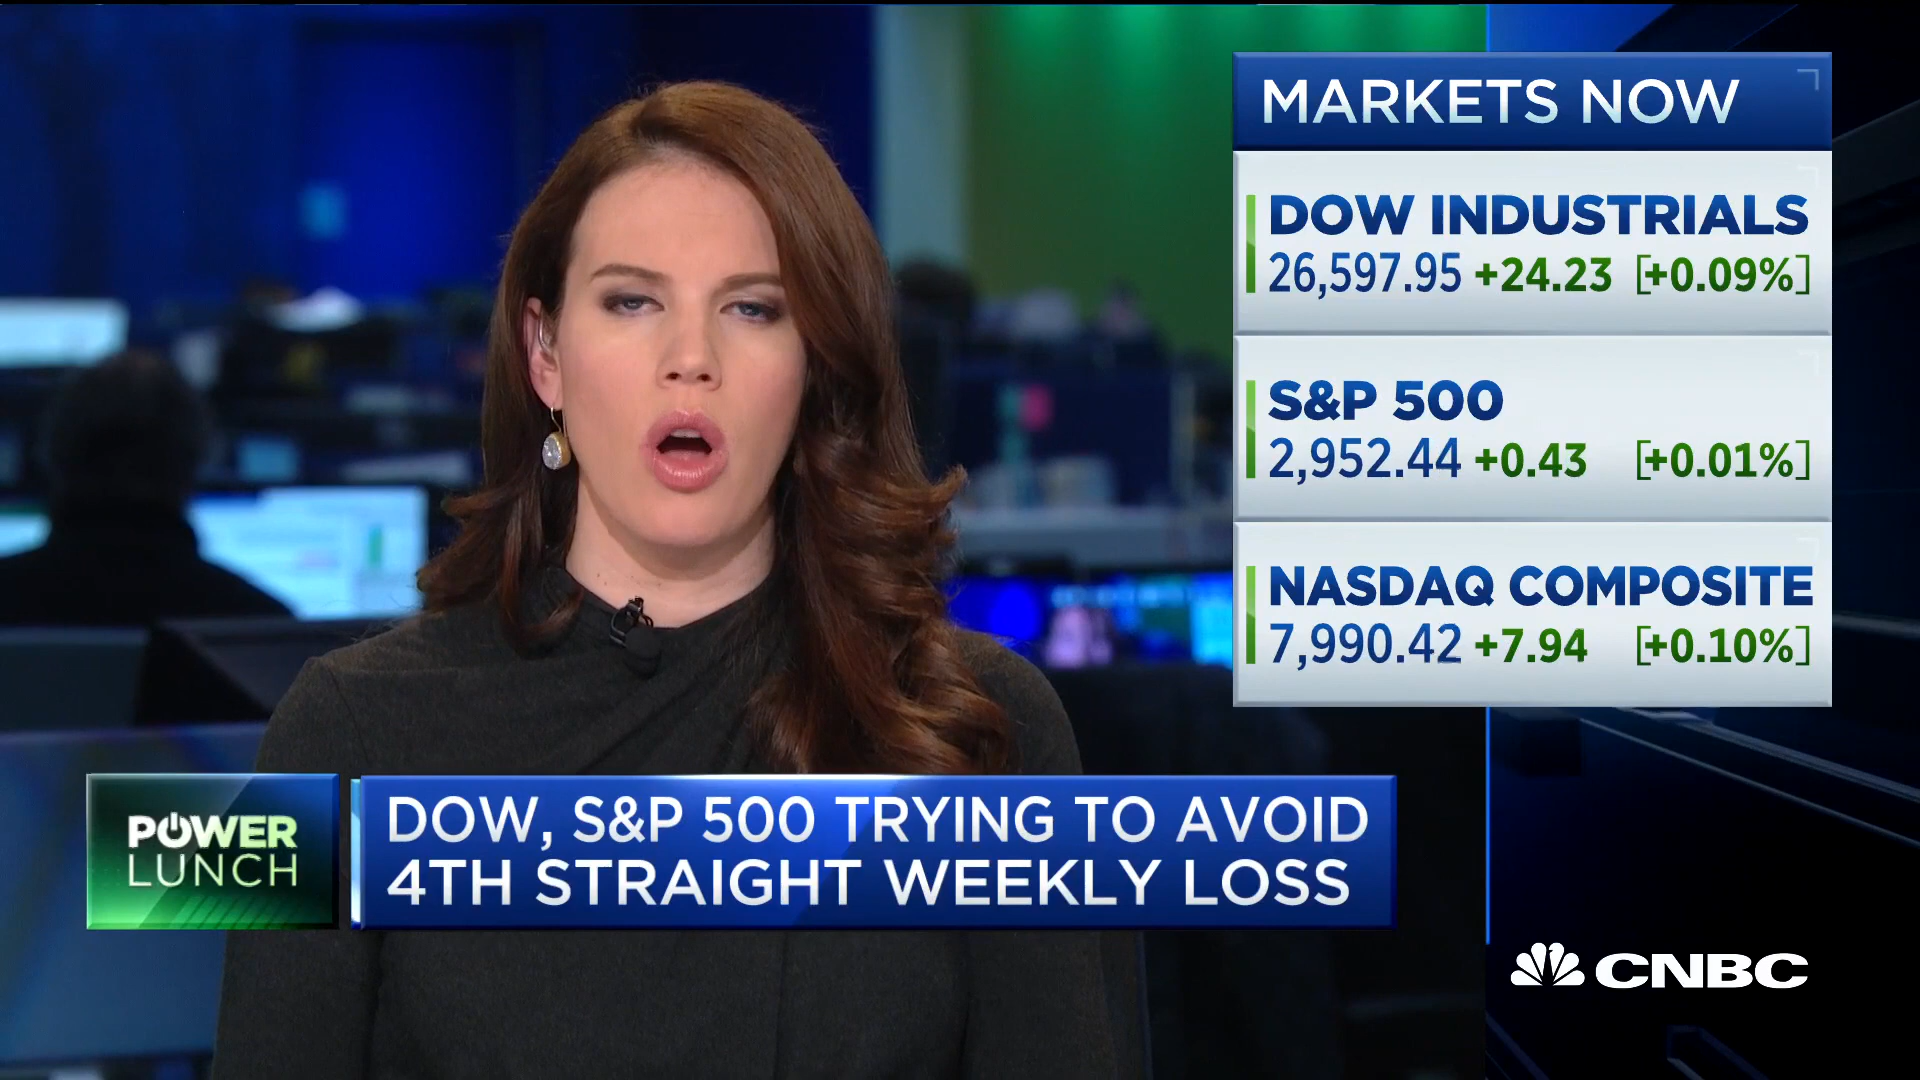 MARKETS NOW
DOW INDUSTRIALS
26,597.95 +24.23 [+0.09%]
S&P 500
2,952.44 +0.43 [+0.01%]
NASDAQ COMPOSITE
7,990.42 +7.94 [+0.10%]
POWER
LUNCH
DOW, S&P 500 TRYING TO AVOID
4TH STRAIGHT WEEKLY LOSS
CNBC